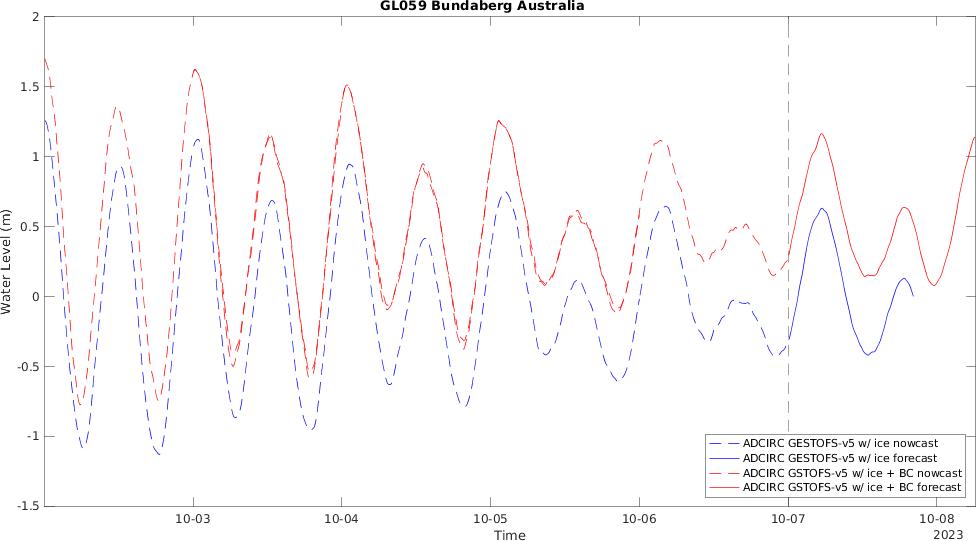 GL059 Bundaberg Australia
2
1.5
1
0.5
0
-0.5
-1
-1.5
Water Level (m)
ADCIRC GESTOFS-v5 w/ ice nowcast
ADCIRC GESTOFS-v5 w/ ice forecast
ADCIRC GSTOFS-v5 w/ ice + BC nowcast
ADCIRC GSTOFS-v5 w/ ice + BC forecast
10-03 10-04 10-05 10-06 10-07 10-08
Time 2023